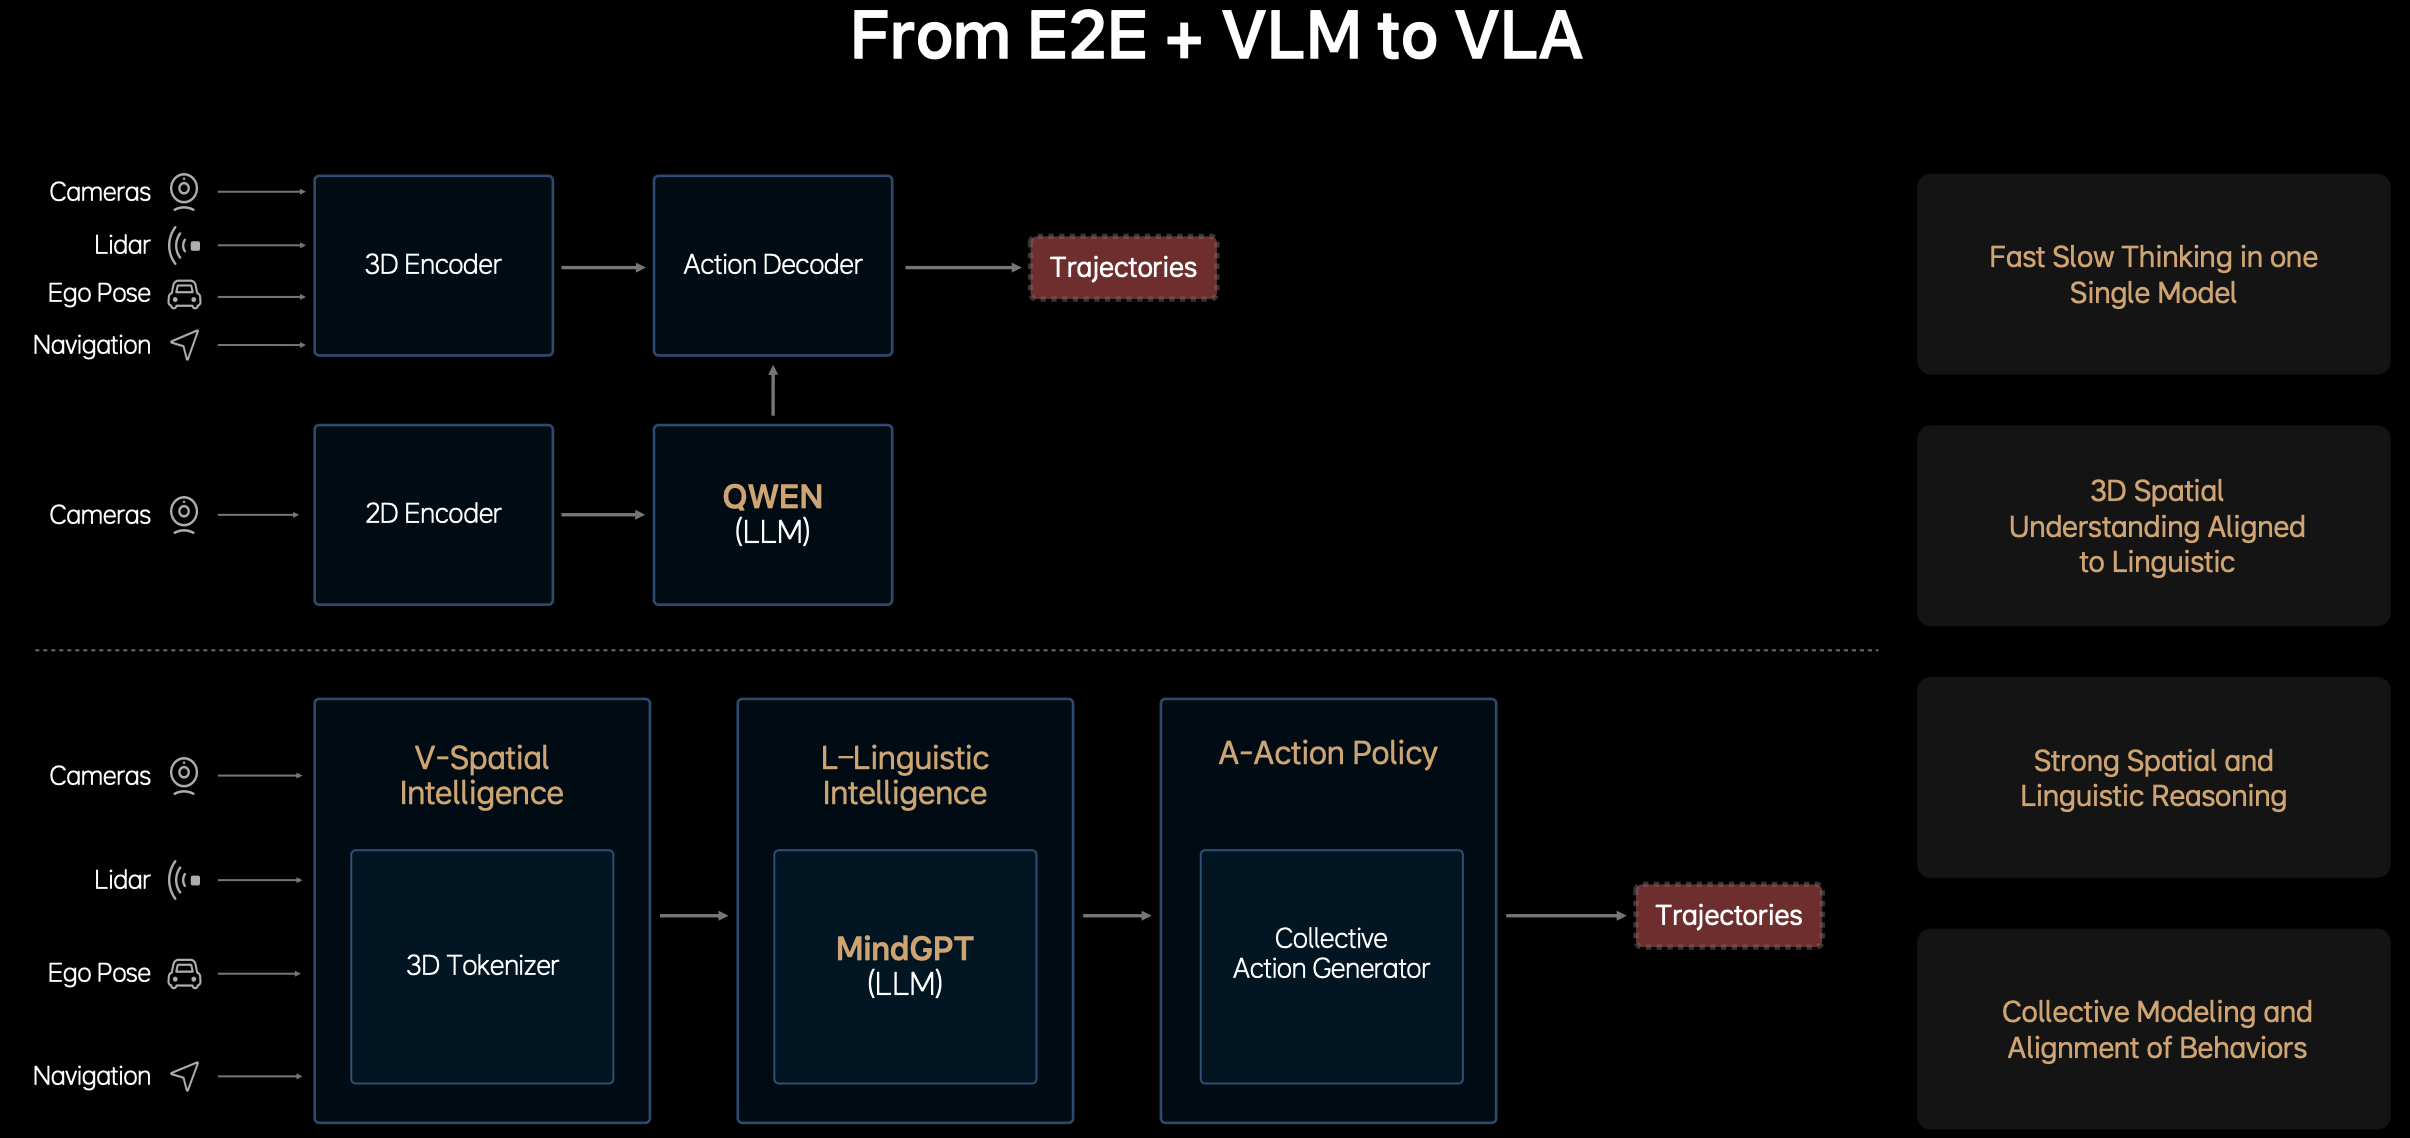 From E2E + VLM to VLA
Cameras
Lidar
Ego Pose
Navigation
3D Encoder
Action Decoder
Trajectories
Cameras
2D Encoder
QWEN
(LLM)
Cameras
Lidar
Ego Pose
Navigation
V-Spatial
Intelligence
3D Tokenizer
L-Linguistic
Intelligence
MindGPT
(LLM)
A-Action Policy
Collective
Action Generator
Trajectories
Fast Slow Thinking in one
Single Model
3D Spatial
Understanding Aligned
to Linguistic
Strong Spatial and
Linguistic Reasoning
Collective Modeling and
Alignment of Behaviors